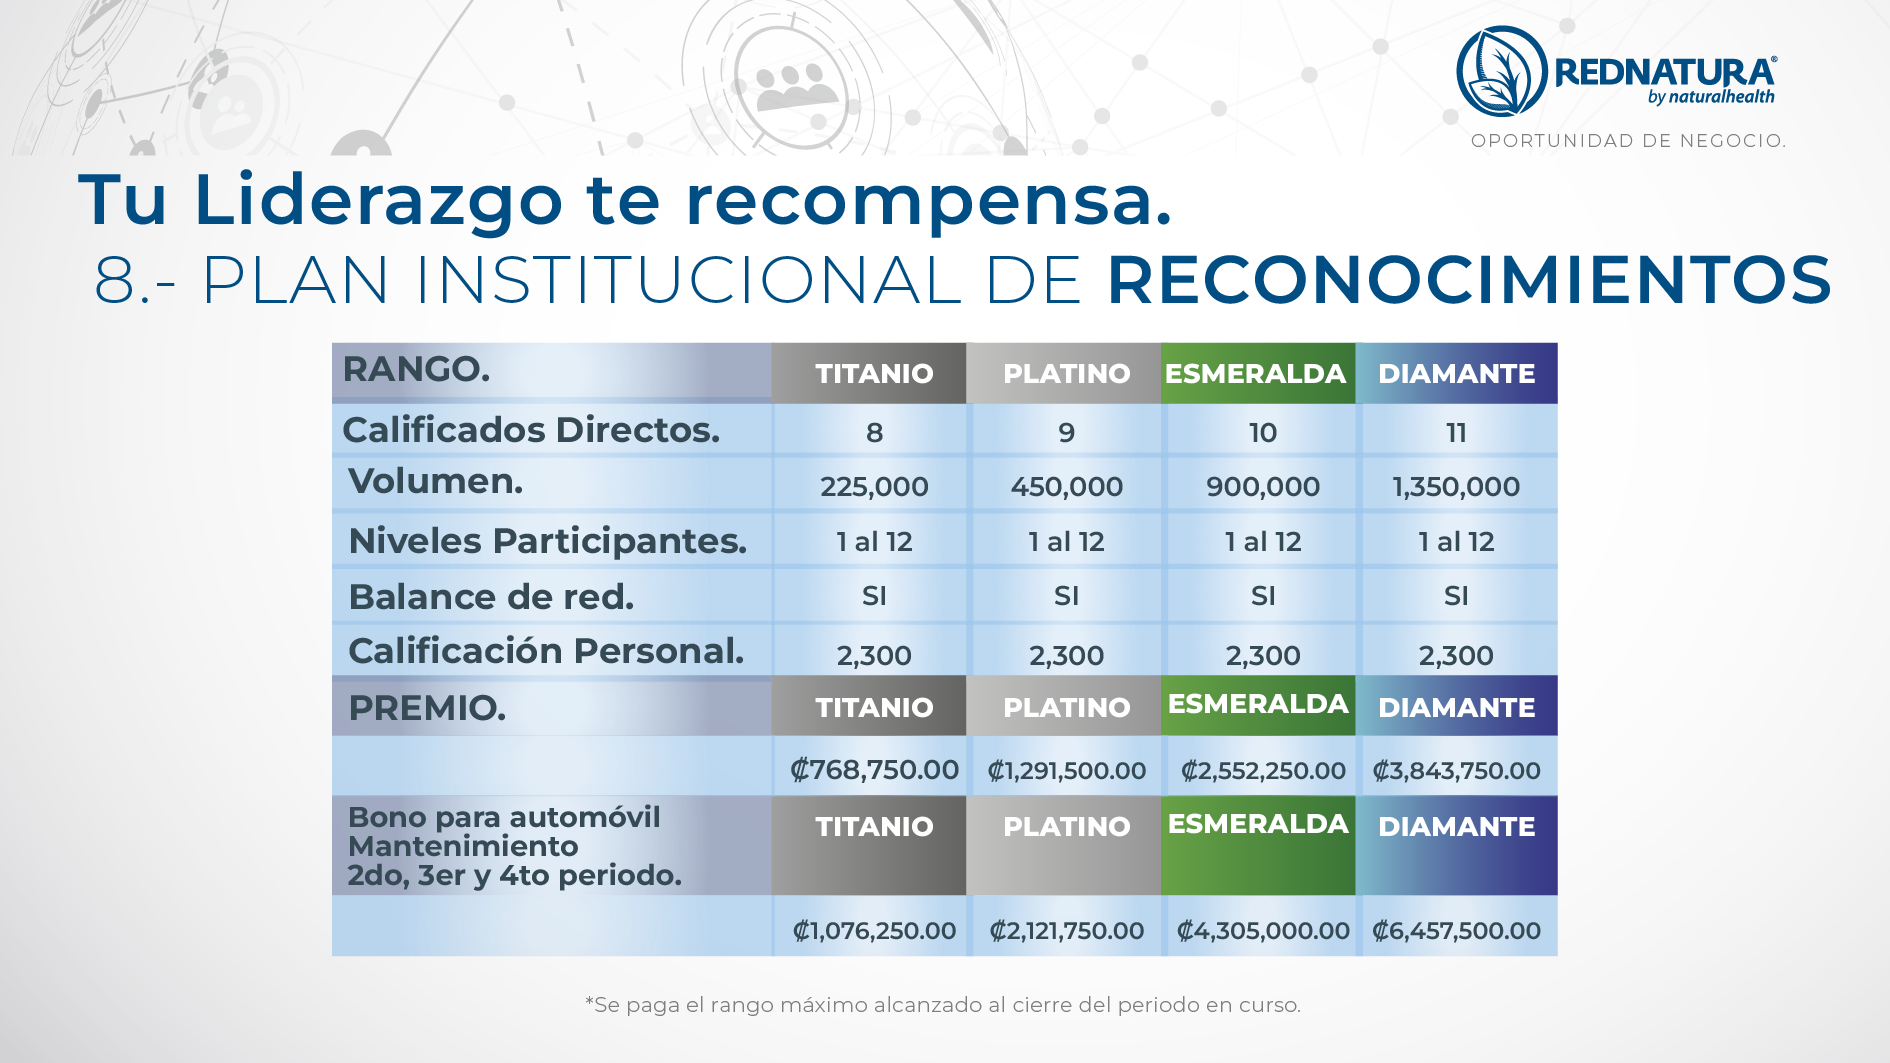 REDNATURA®
by naturalhealth
OPORTUNIDAD DE NEGOCIO.
Tu Liderazgo te recompensa.
8.- PLAN INSTITUCIONAL DE RECONOCIMIENTOS
RANGO. TITANIO PLATINO ESMERALDA DIAMANTE
Calificados Directos. 8 9 10 11
Volumen. 225,000 450,000 900,000 1,350,000
Niveles Participantes. 1 al 12 1 al 12 1 al 12 1 al 12
Balance de red. SI SI SI SI
Calificación Personal. 2,300 2,300 2,300 2,300
PREMIO. TITANIO PLATINO ESMERALDA DIAMANTE
₡768,750.00 ₡1,291,500.00 ₡2,552,250.00 ₡3,843,750.00
Bono para automóvil
Mantenimiento
2do, 3er y 4to periodo.
TITANIO PLATINO ESMERALDA DIAMANTE
₡1,076,250.00 ₡2,121,750.00 ₡4,305,000.00 ₡6,457,500.00
*Se paga el rango máximo alcanzado al cierre del periodo en curso.